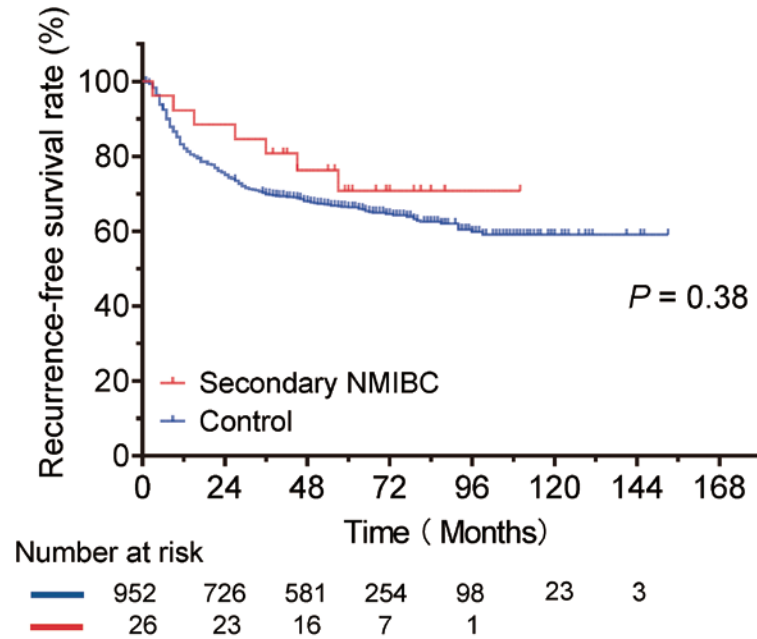 Recurrence-free survival rate (%)
100
80
60
40
20
0
P = 0.38
Secondary NMIBC
Control
0 24 48 72 96 120 144 168
Time ( Months)
Number at risk
952 726 581 254 98 23 3
26 23 16 7 1